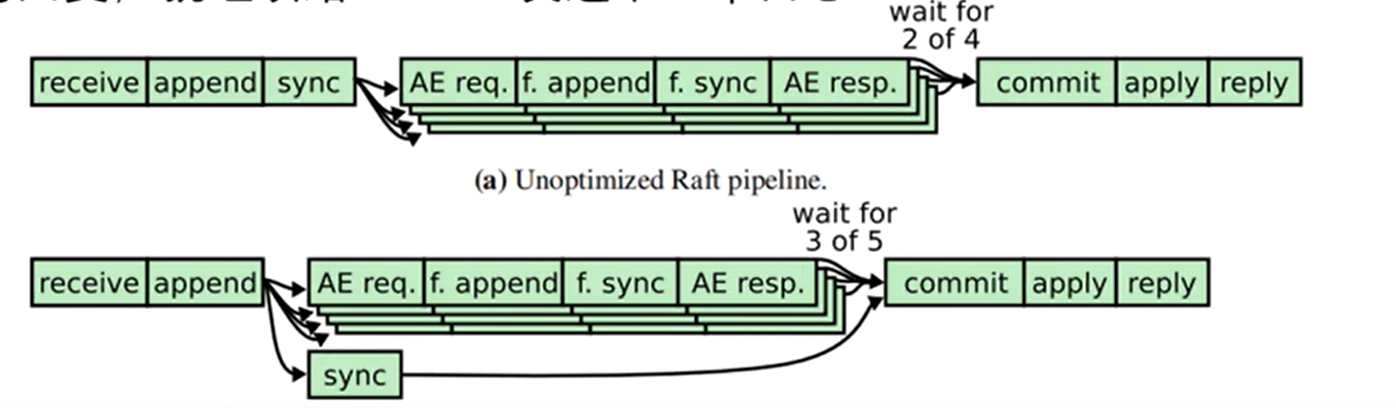 wait for
2 of 4
receive append sync AE req. f. append f. sync AE resp. commit apply reply
(a) Unoptimized Raft pipeline.
wait for
3 of 5
receive append AE req. f. append f. sync AE resp. commit apply reply
sync